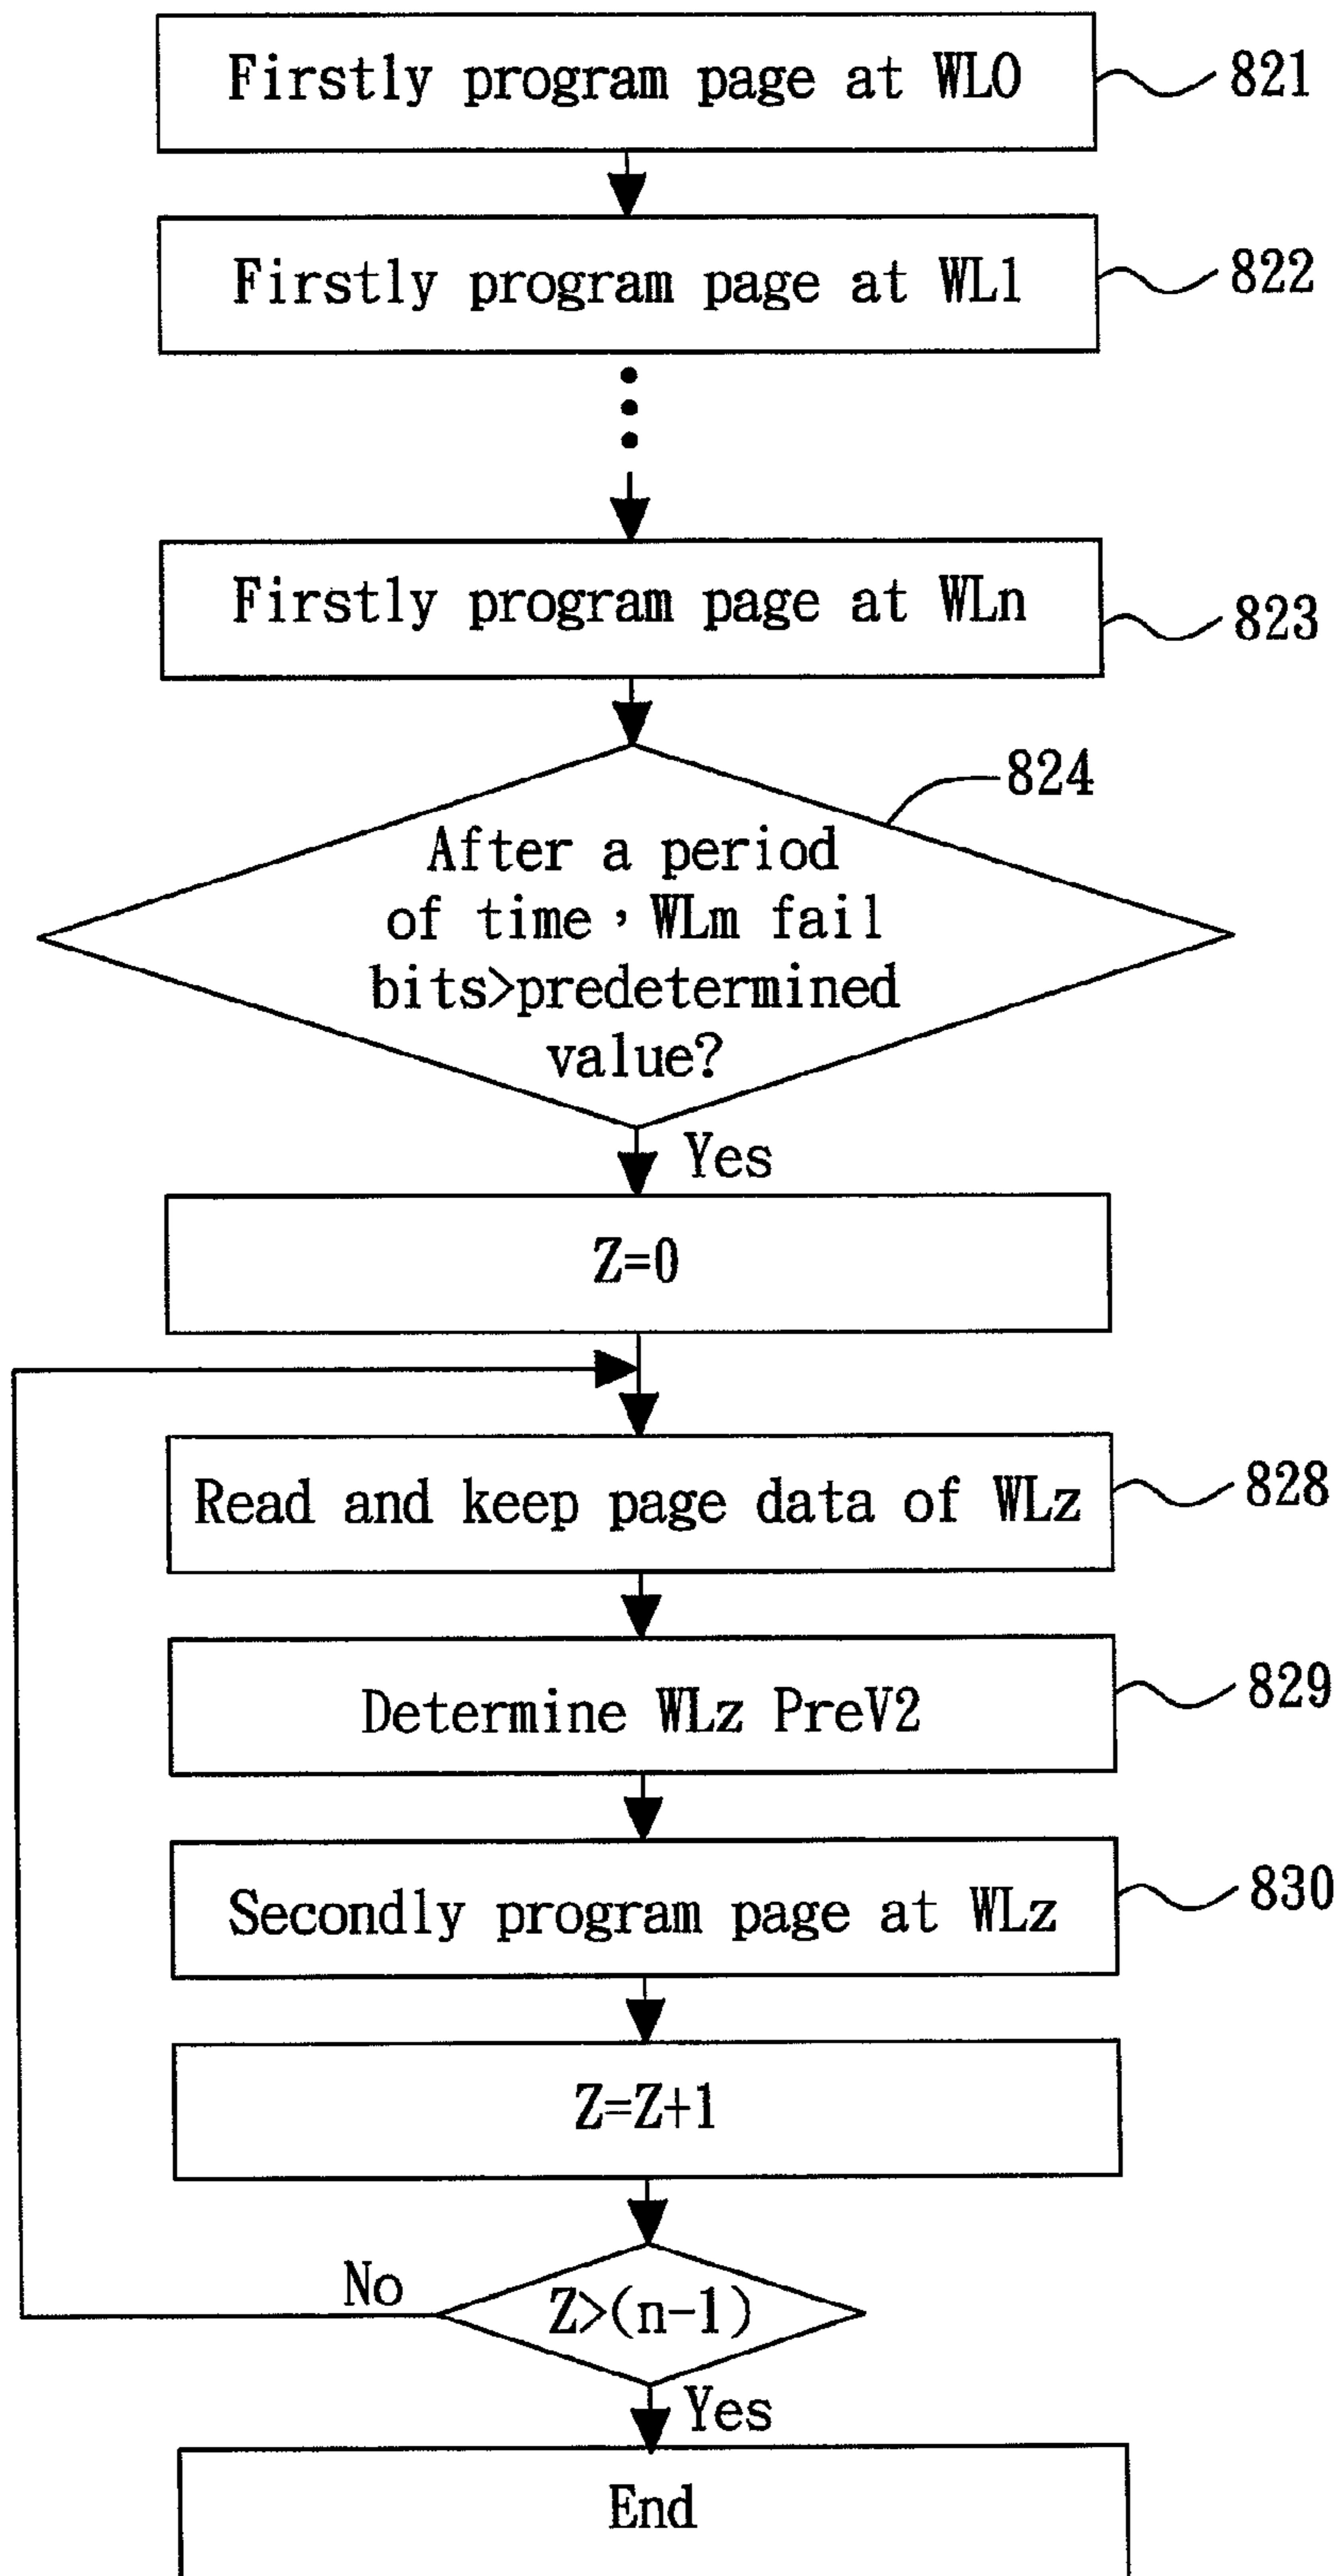 Firstly program page at WL0
821
Firstly program page at WL1
822
Firstly program page at WLn
823
824
After a period
of time，WLm fail
bits>predetermined
value?
Yes
Z=0
Read and keep page data of WLz
828
Determine WLz PreV2
829
Secondly program page at WLz
830
Z=Z+1
No
Z>(n-1)
Yes
End